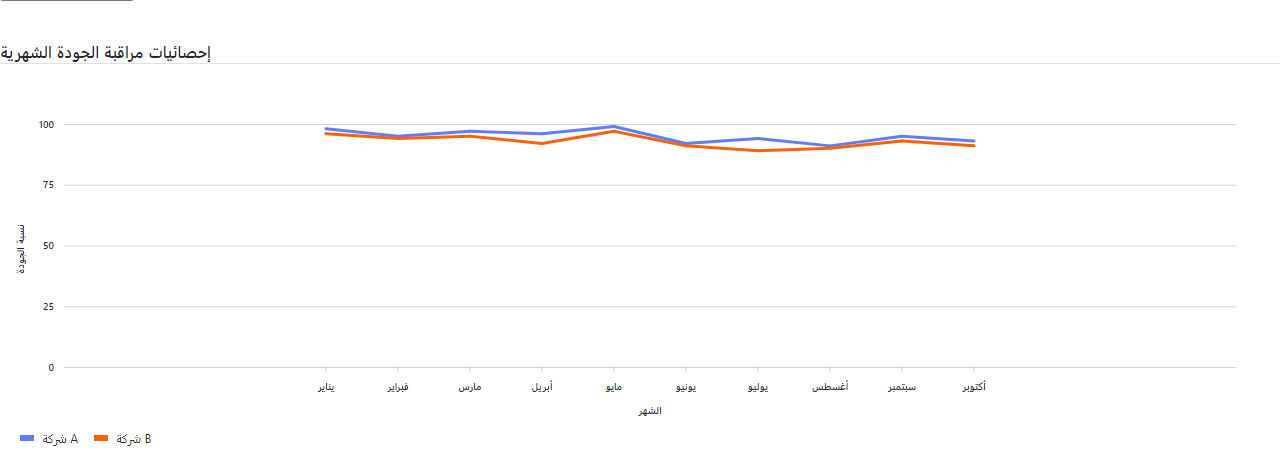 إحصائيات مراقبة الجودة الشهرية
100
75
50
25
0
نسبة الجودة
يناير
فبراير
مارس
أبريل
مايو
يونيو
يوليو
أغسطس
سبتمبر
أكتوبر
الشهر
شركة A
شركة B